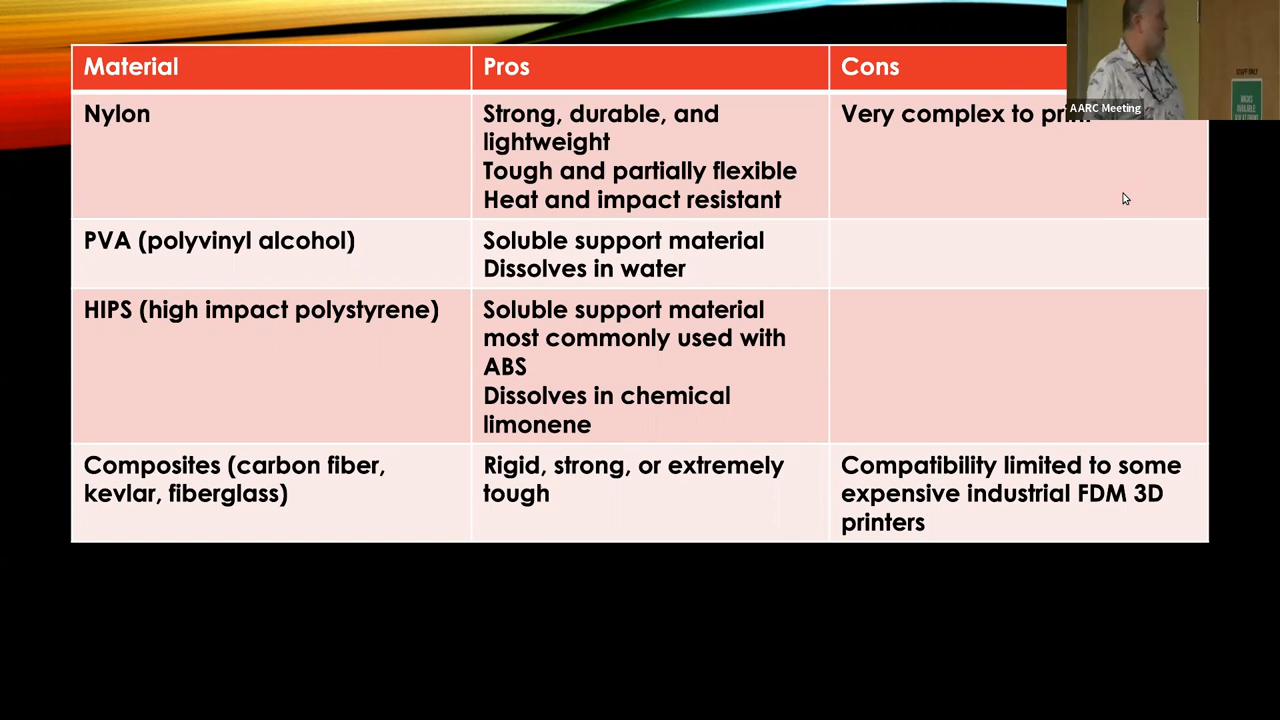 Material
Pros
Cons
Nylon
Strong, durable, and
lightweight
Tough and partially flexible
Heat and impact resistant
Very complex to print
PVA (polyvinyl alcohol)
Soluble support material
Dissolves in water
HIPS (high impact polystyrene)
Soluble support material
most commonly used with
ABS
Dissolves in chemical
limonene
Composites (carbon fiber,
kevlar, fiberglass)
Rigid, strong, or extremely
tough
Compatibility limited to some
expensive industrial FDM 3D
printers
AARC Meeting
STAFF ONLY